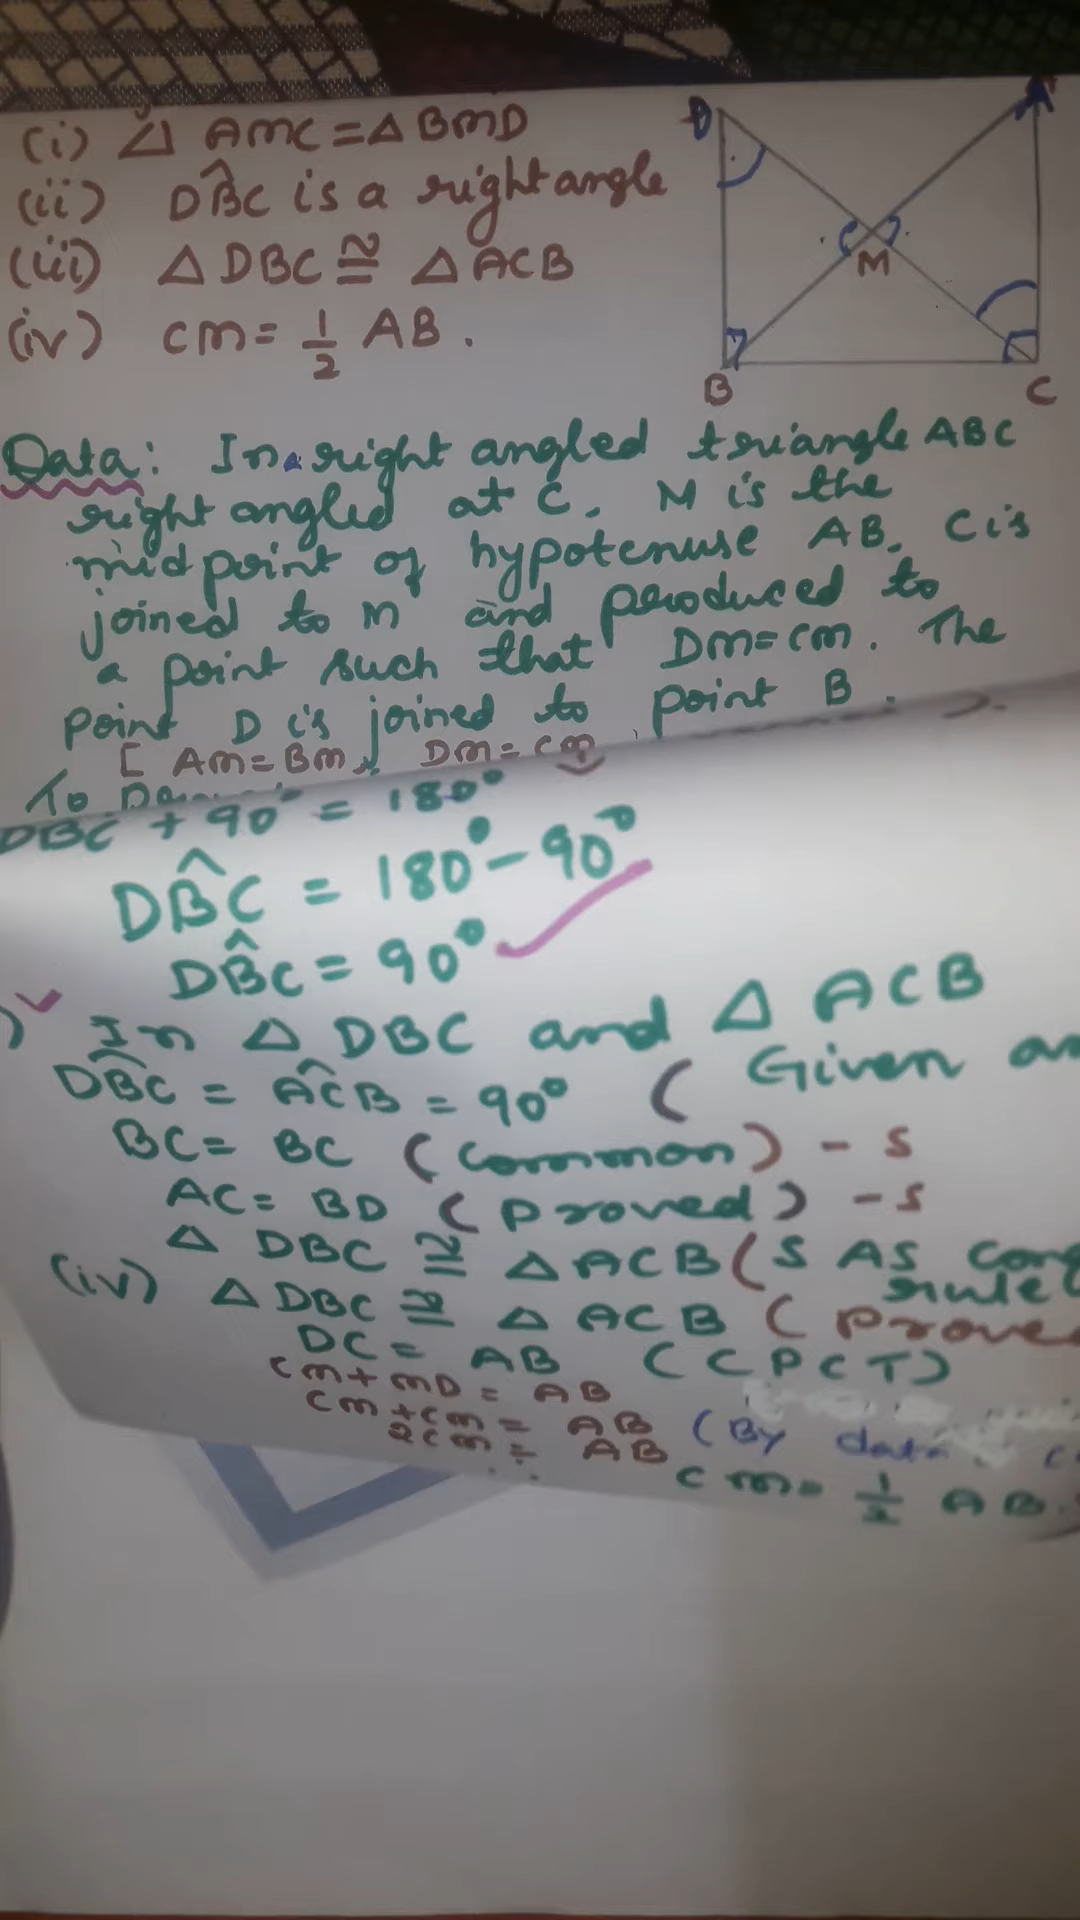 (i) △ AMC = △ BMD
(ii) DB̂C is a right angle
(iii) △ DBC ≅ △ ACB
(iv) CM = 1/2 AB.
D A
M
B C
Data: In a right angled triangle ABC
right angled at C. M is the
midpoint of hypotenuse AB. C is
joined to M and produced to
a point such that DM = CM. The
point D is joined to point B.
[ AM = BM, DM = CM
To
DBC + 90° = 180°
DB̂C = 180° - 90°
DB̂C = 90°
In △ DBC and △ ACB
DB̂C = AĈB = 90° ( Given
BC = BC (Common) - S
AC = BD (Proved) - S
△ DBC ≅ △ ACB (SAS
rule
(iv) △ DBC ≅ △ ACB (
DC = AB (CPCT)
CM + MD = AB
CM + CM = AB (By data
2CM = AB
CM = 1/2 AB.